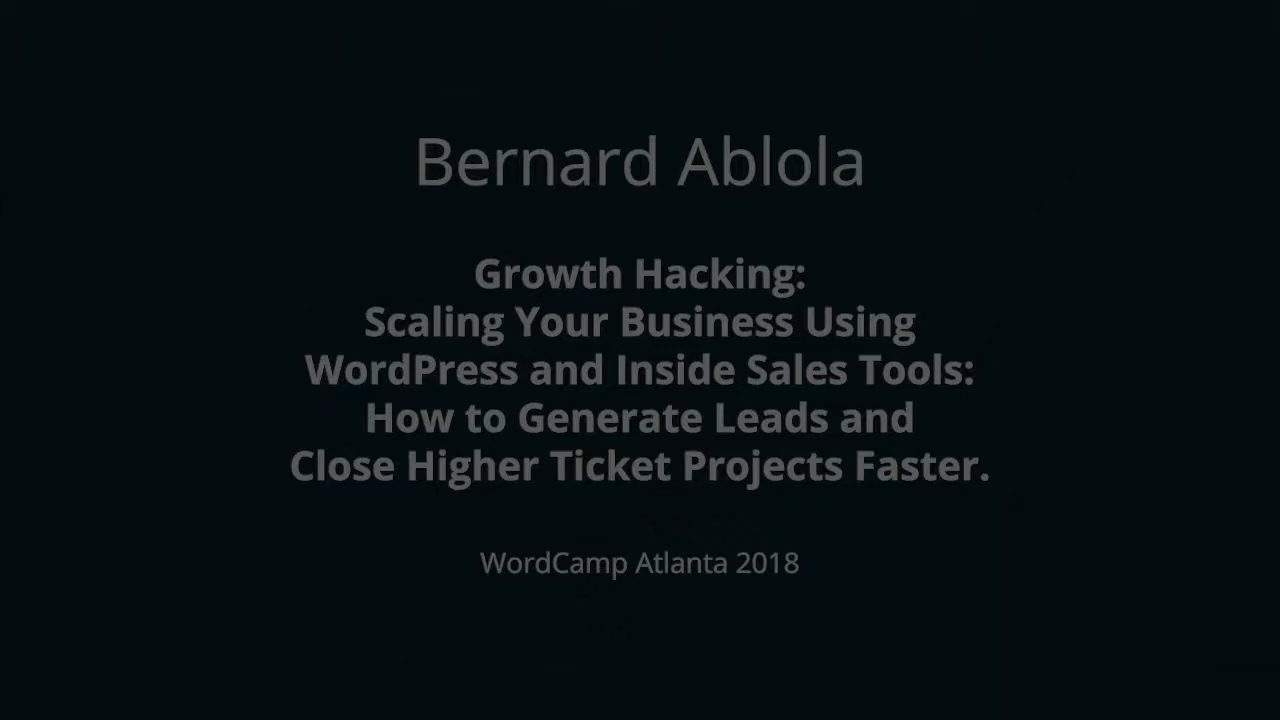 Bernard Ablola
Growth Hacking:
Scaling Your Business Using
WordPress and Inside Sales Tools:
How to Generate Leads and
Close Higher Ticket Projects Faster.
WordCamp Atlanta 2018